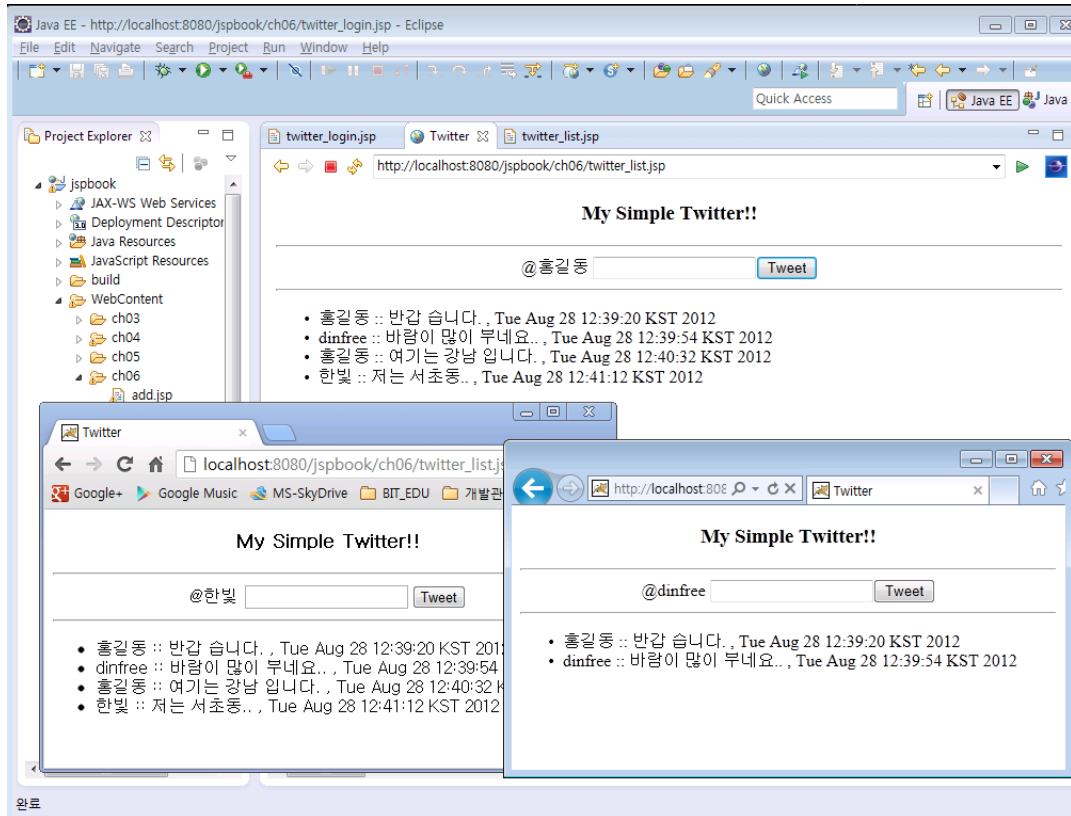 Java EE - http://localhost:8080/jspbook/ch06/twitter_login.jsp - Eclipse
File Edit Navigate Search Project Run Window Help
Quick Access Java EE Java
Project Explorer
jspbook
JAX-WS Web Services
Deployment Descriptor
Java Resources
JavaScript Resources
build
WebContent
ch03
ch04
ch05
ch06
add.jsp
twitter_login.jsp Twitter twitter_list.jsp
http://localhost:8080/jspbook/ch06/twitter_list.jsp
My Simple Twitter!!
@홍길동 Tweet
• 홍길동 :: 반갑 습니다. , Tue Aug 28 12:39:20 KST 2012
• dinfree :: 바람이 많이 부네요.. , Tue Aug 28 12:39:54 KST 2012
• 홍길동 :: 여기는 강남 입니다. , Tue Aug 28 12:40:32 KST 2012
• 한빛 :: 저는 서초동.. , Tue Aug 28 12:41:12 KST 2012
Twitter
localhost:8080/jspbook/ch06/twitter_list.js
Google+ Google Music MS-SkyDrive BIT_EDU 개발관
My Simple Twitter!!
@한빛 Tweet
• 홍길동 :: 반갑 습니다. , Tue Aug 28 12:39:20 KST 201
• dinfree :: 바람이 많이 부네요.. , Tue Aug 28 12:39:54
• 홍길동 :: 여기는 강남 입니다. , Tue Aug 28 12:40:32
• 한빛 :: 저는 서초동.. , Tue Aug 28 12:41:12 KST 2012
http://localhost:808 Twitter
My Simple Twitter!!
@dinfree Tweet
• 홍길동 :: 반갑 습니다. , Tue Aug 28 12:39:20 KST 2012
• dinfree :: 바람이 많이 부네요.. , Tue Aug 28 12:39:54 KST 2012
완료